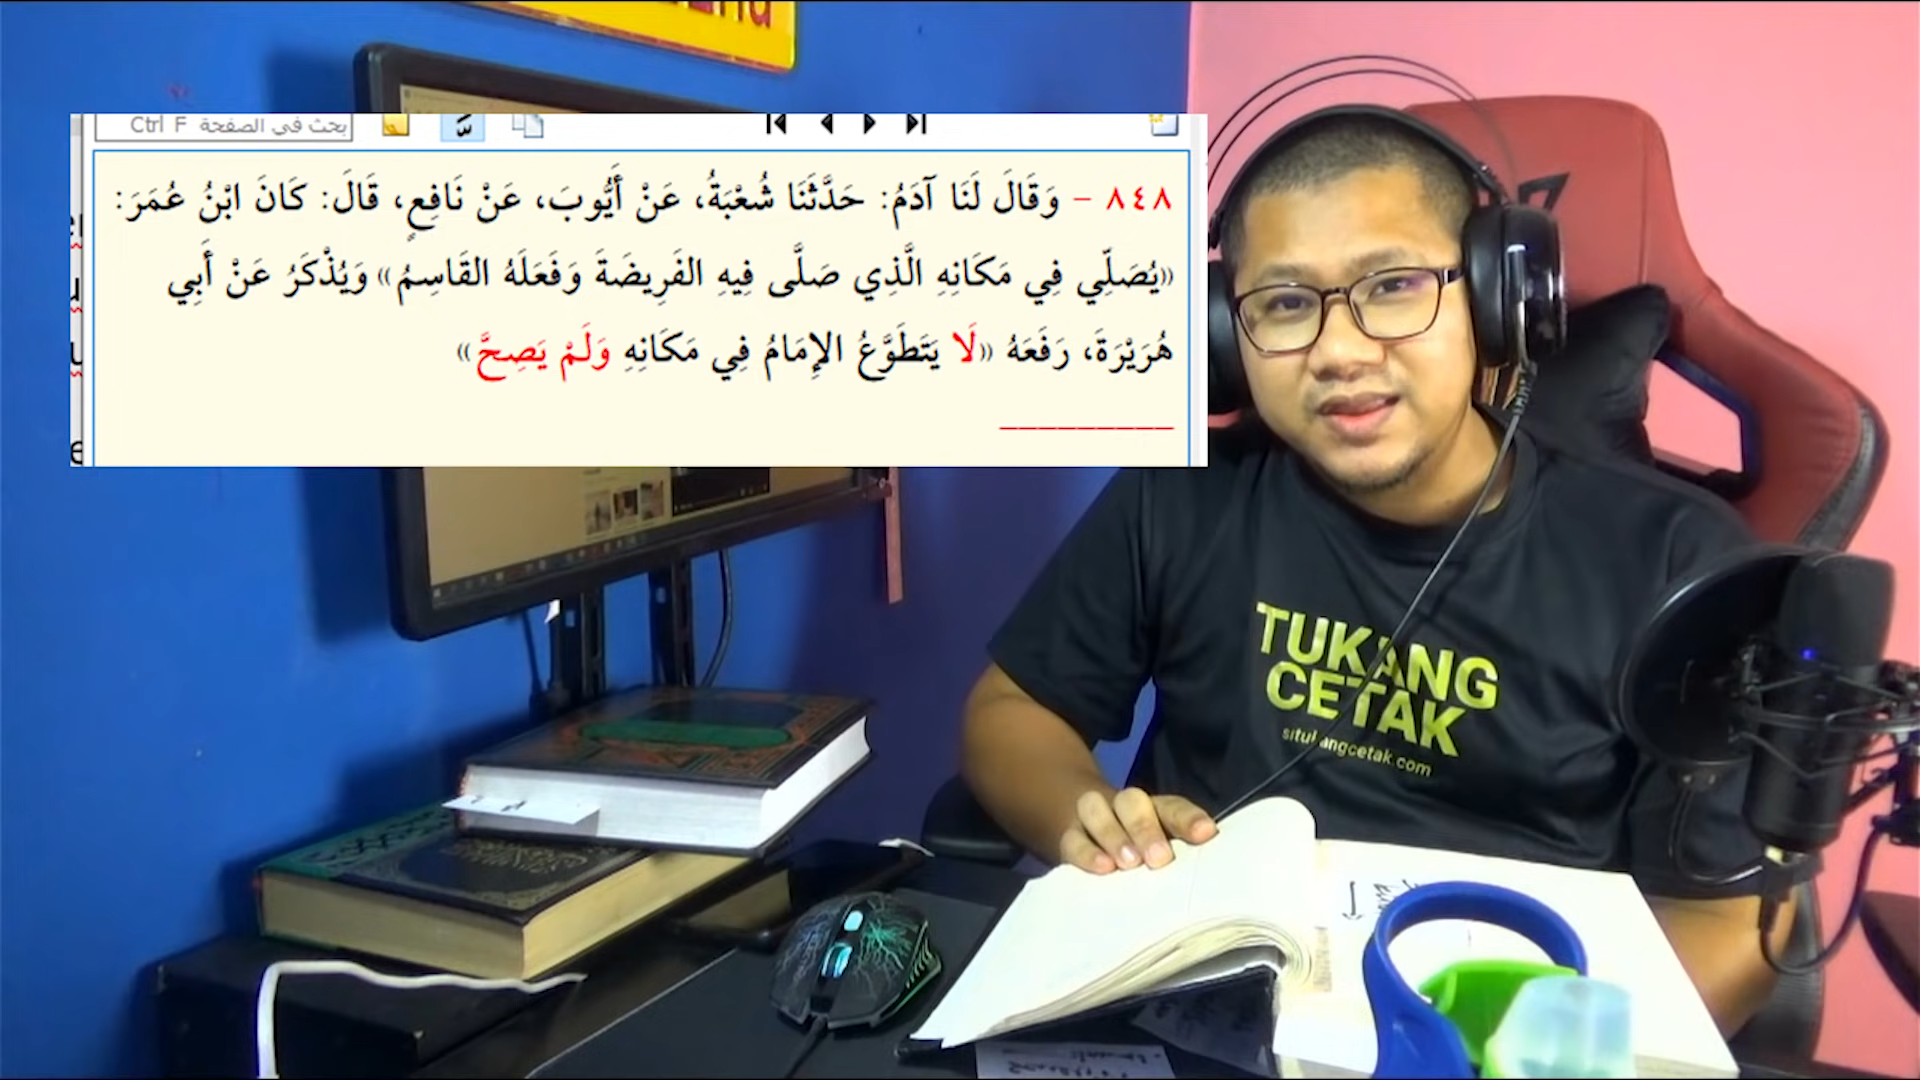 بحث في الصفحة Ctrl F
٨٤٨ - وَقَالَ لَنَا آدَمُ: حَدَّثَنَا شُعْبَةُ، عَنْ أَيُّوبَ، عَنْ نَافِعٍ، قَالَ: كَانَ ابْنُ عُمَرَ:
«يُصَلِّي فِي مَكَانِهِ الَّذِي صَلَّى فِيهِ الفَرِيضَةَ وَفَعَلَهُ القَاسِمُ» وَيُذْكَرُ عَنْ أَبِي
هُرَيْرَةَ، رَفَعَهُ «لَا يَتَطَوَّعُ الإِمَامُ فِي مَكَانِهِ وَلَمْ يَصِحَّ»
TUKANG
CETAK
situkangcetak.com